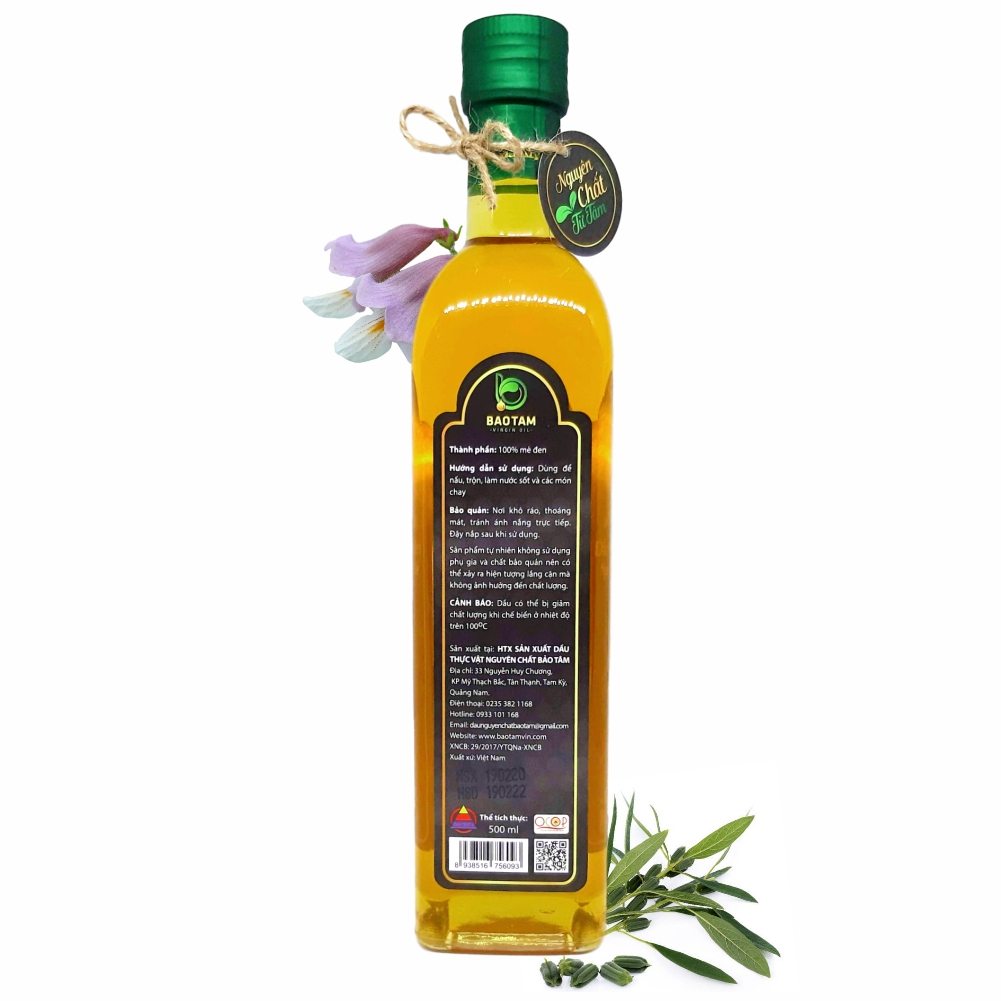 Nguyên
Chất
Từ Tâm
BAOTAM
-VIRGIN OIL-
Thành phần: 100% mè đen
Hướng dẫn sử dụng: Dùng để
nấu, trộn, làm nước sốt và các món
chay
Bảo quản: Nơi khô ráo, thoáng
mát, tránh ánh nắng trực tiếp.
Đậy nắp sau khi sử dụng.
Sản phẩm tự nhiên không sử dụng
phụ gia và chất bảo quản nên có
thể xảy ra hiện tượng lắng cặn mà
không ảnh hưởng đến chất lượng.
CẢNH BÁO: Dầu có thể bị giảm
chất lượng khi chế biến ở nhiệt độ
trên 100ºC
Sản xuất tại: HTX SẢN XUẤT DẦU
THỰC VẬT NGUYÊN CHẤT BẢO TÂM
Địa chỉ: 33 Nguyễn Huy Chương,
KP Mỹ Thạch Bắc, Tân Thạnh, Tam Kỳ,
Quảng Nam.
Điện thoại: 0235 382 1168
Hotline: 0933 101 168
Email: daunguyenchatbaotam@gmail.com
Website: www.baotamvin.com
XNCB: 29/2017/YTQNa-XNCB
Xuất xứ: Việt Nam
NSX 190220
HSD 190222
Thể tích thực:
500 ml
OCOP
8 938516 756093